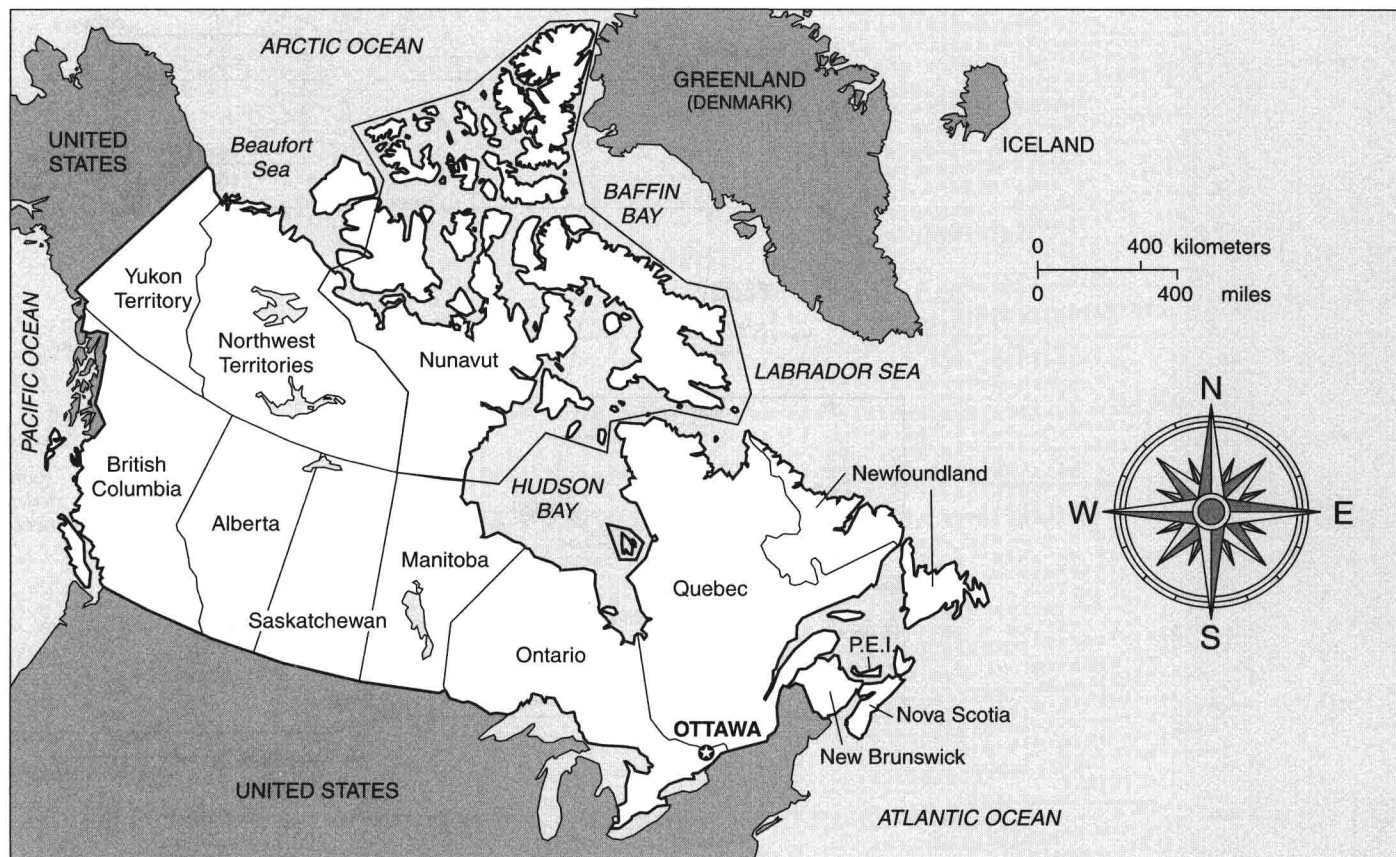 ARCTIC OCEAN
GREENLAND
(DENMARK)
UNITED
STATES
Beaufort
Sea
ICELAND
BAFFIN
BAY
0 400 kilometers
0 400 miles
Yukon
Territory
PACIFIC OCEAN
Northwest
Territories
Nunavut
LABRADOR SEA
N
W
E
S
British
Columbia
HUDSON
BAY
Newfoundland
Alberta
Manitoba
Quebec
Saskatchewan
Ontario
P.E.I.
Nova Scotia
OTTAWA
New Brunswick
UNITED STATES
ATLANTIC OCEAN